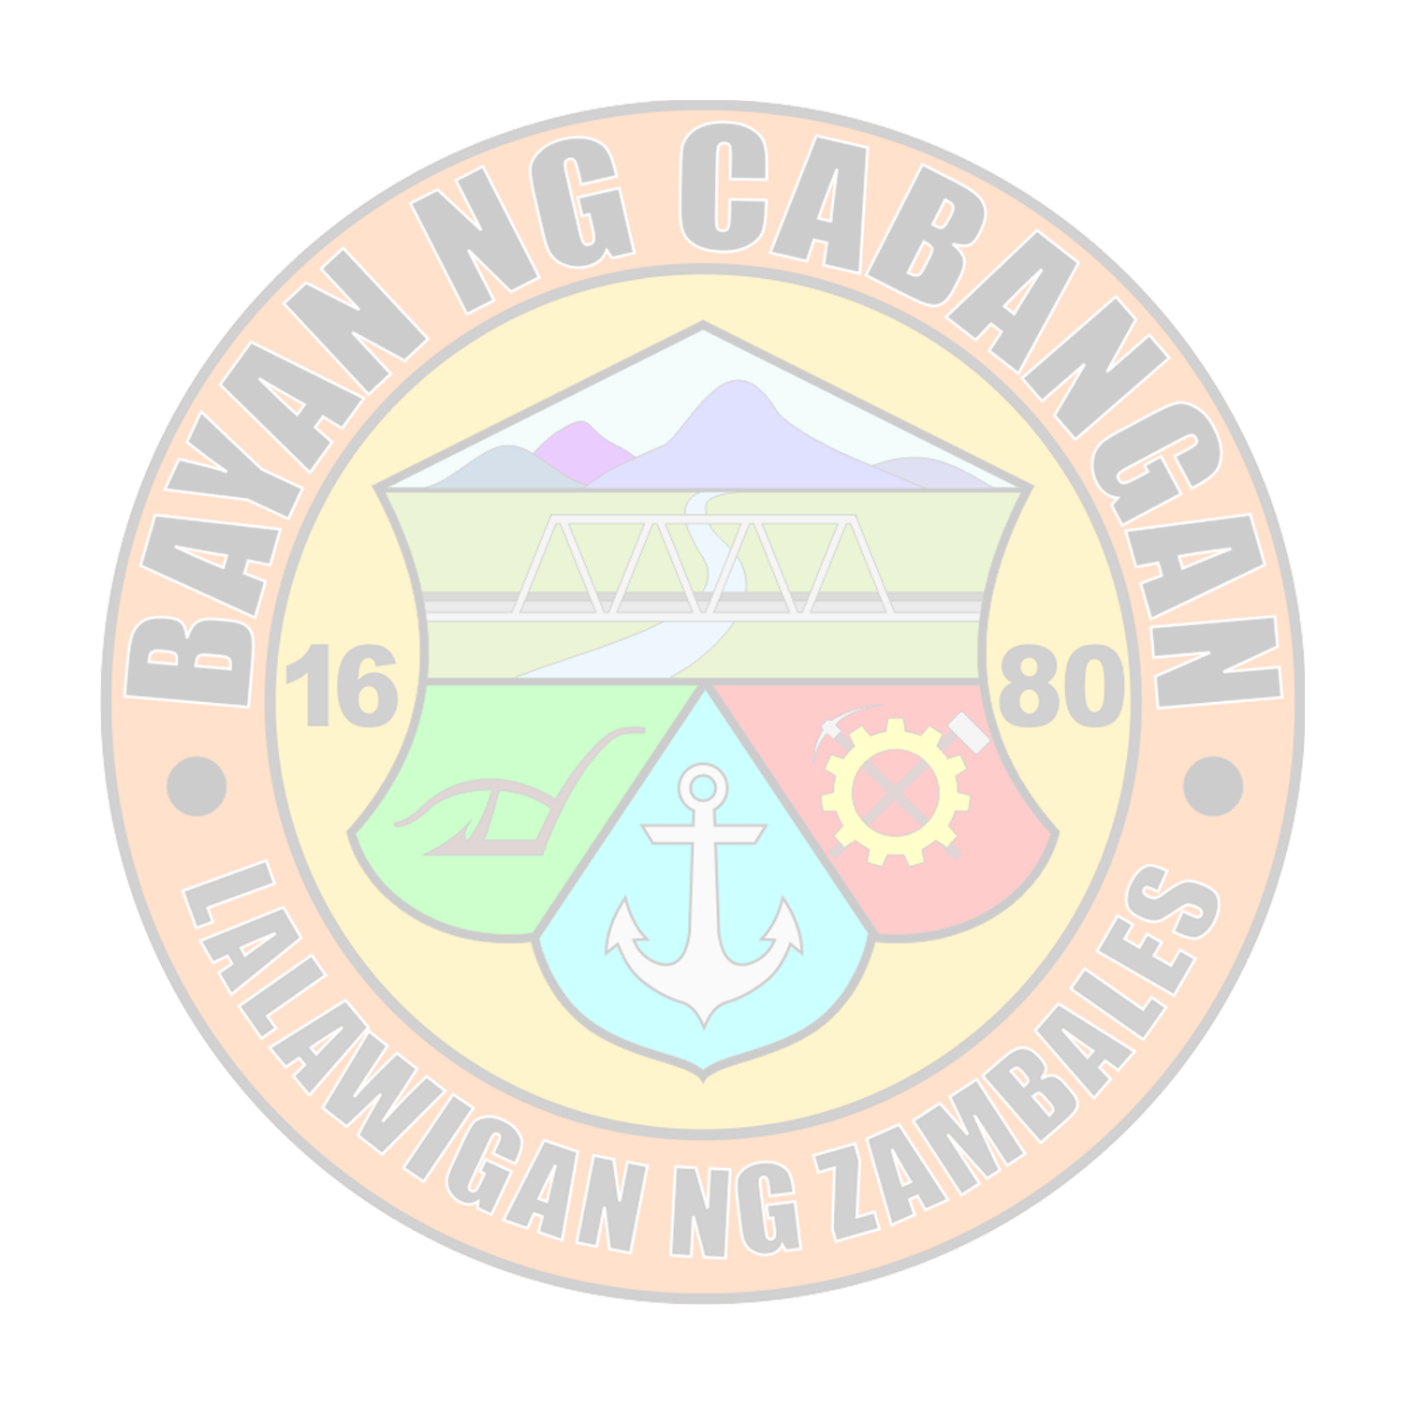 BAYAN NG CABANGAN
16 80
LALAWIGAN NG ZAMBALES